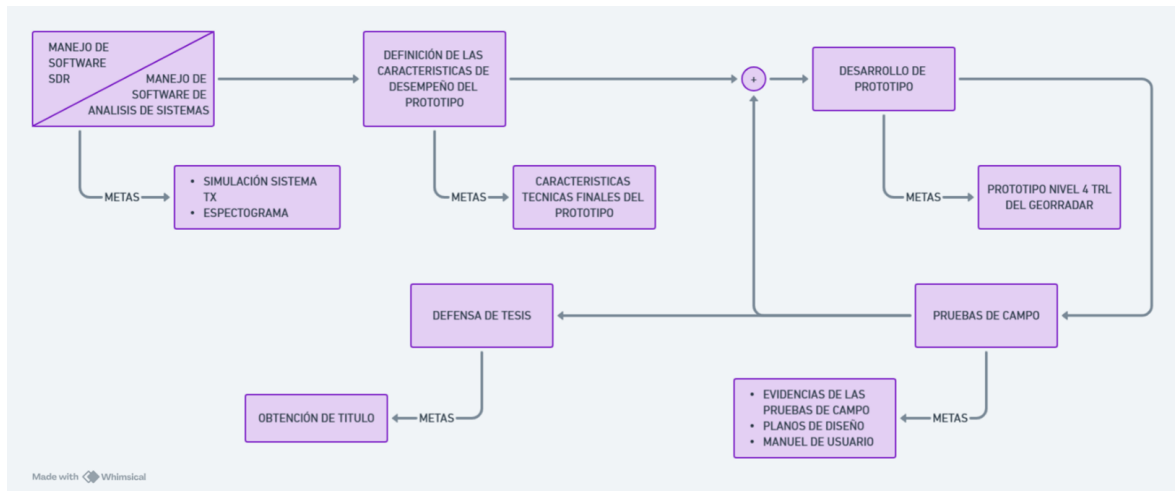 MANEJO DE
SOFTWARE
SDR
MANEJO DE
SOFTWARE DE
ANALISIS DE SISTEMAS
METAS
• SIMULACIÓN SISTEMA
TX
• ESPECTOGRAMA
DEFINICIÓN DE LAS
CARACTERISTICAS DE
DESEMPEÑO DEL
PROTOTIPO
METAS
CARACTERISTICAS
TECNICAS FINALES DEL
PROTOTIPO
+
DESARROLLO DE
PROTOTIPO
METAS
PROTOTIPO NIVEL 4 TRL
DEL GEORRADAR
PRUEBAS DE CAMPO
METAS
• EVIDENCIAS DE LAS
PRUEBAS DE CAMPO
• PLANOS DE DISEÑO
• MANUEL DE USUARIO
DEFENSA DE TESIS
METAS
OBTENCIÓN DE TITULO
Made with Whimsical